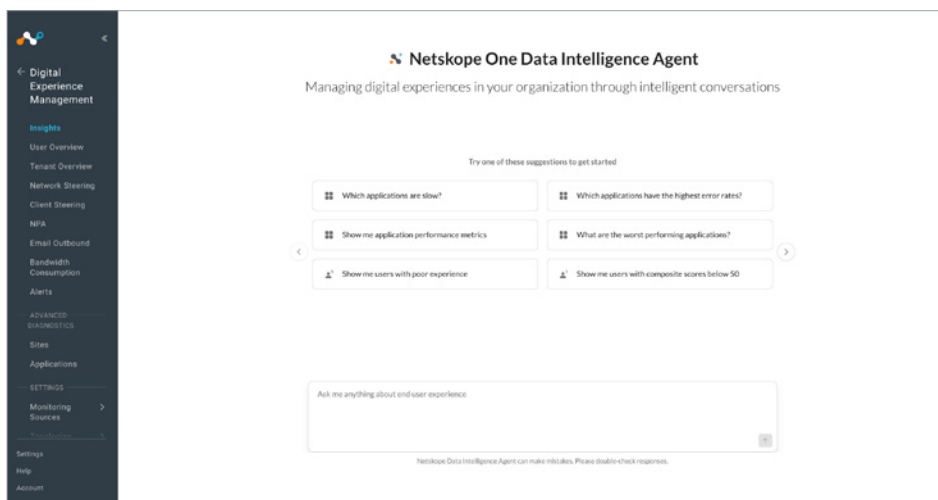 Digital
Experience
Management
Insights
User Overview
Tenant Overview
Network Steering
Client Steering
NPA
Email Outbound
Bandwidth
Consumption
Alerts
ADVANCED
DIAGNOSTICS
Sites
Applications
SETTINGS
Monitoring
Sources
Settings
Help
Account
Netskope One Data Intelligence Agent
Managing digital experiences in your organization through intelligent conversations
Try one of these suggestions to get started
Which applications are slow?
Which applications have the highest error rates?
Show me application performance metrics
What are the worst performing applications?
Show me users with poor experience
Show me users with composite scores below 50
Ask me anything about end user experience
Netskope Data Intelligence Agent can make mistakes. Please double-check responses.